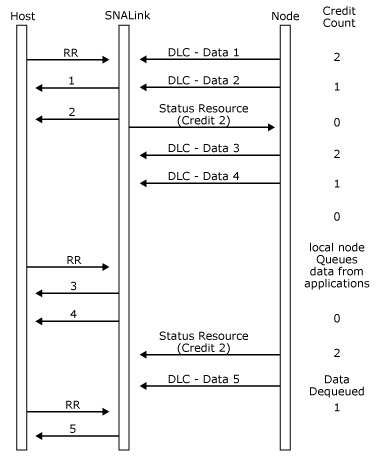 Host SNALink Node Credit
Count
RR DLC - Data 1 2
1 DLC - Data 2 1
2 Status Resource
(Credit 2) 0
DLC - Data 3 2
DLC - Data 4 1
0
local node
Queues
data from
applications
RR
3
4 0
Status Resource
(Credit 2) 2
DLC - Data 5 Data
Dequeued
RR 1
5